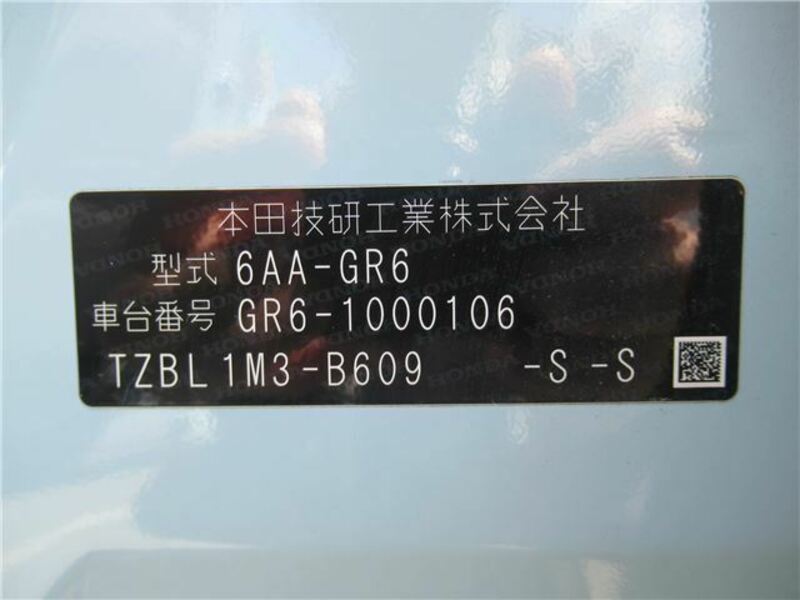 本田技研工業株式会社
型式 6AA-GR6
車台番号 GR6-1000106
TZBL1M3-B609 -S -S